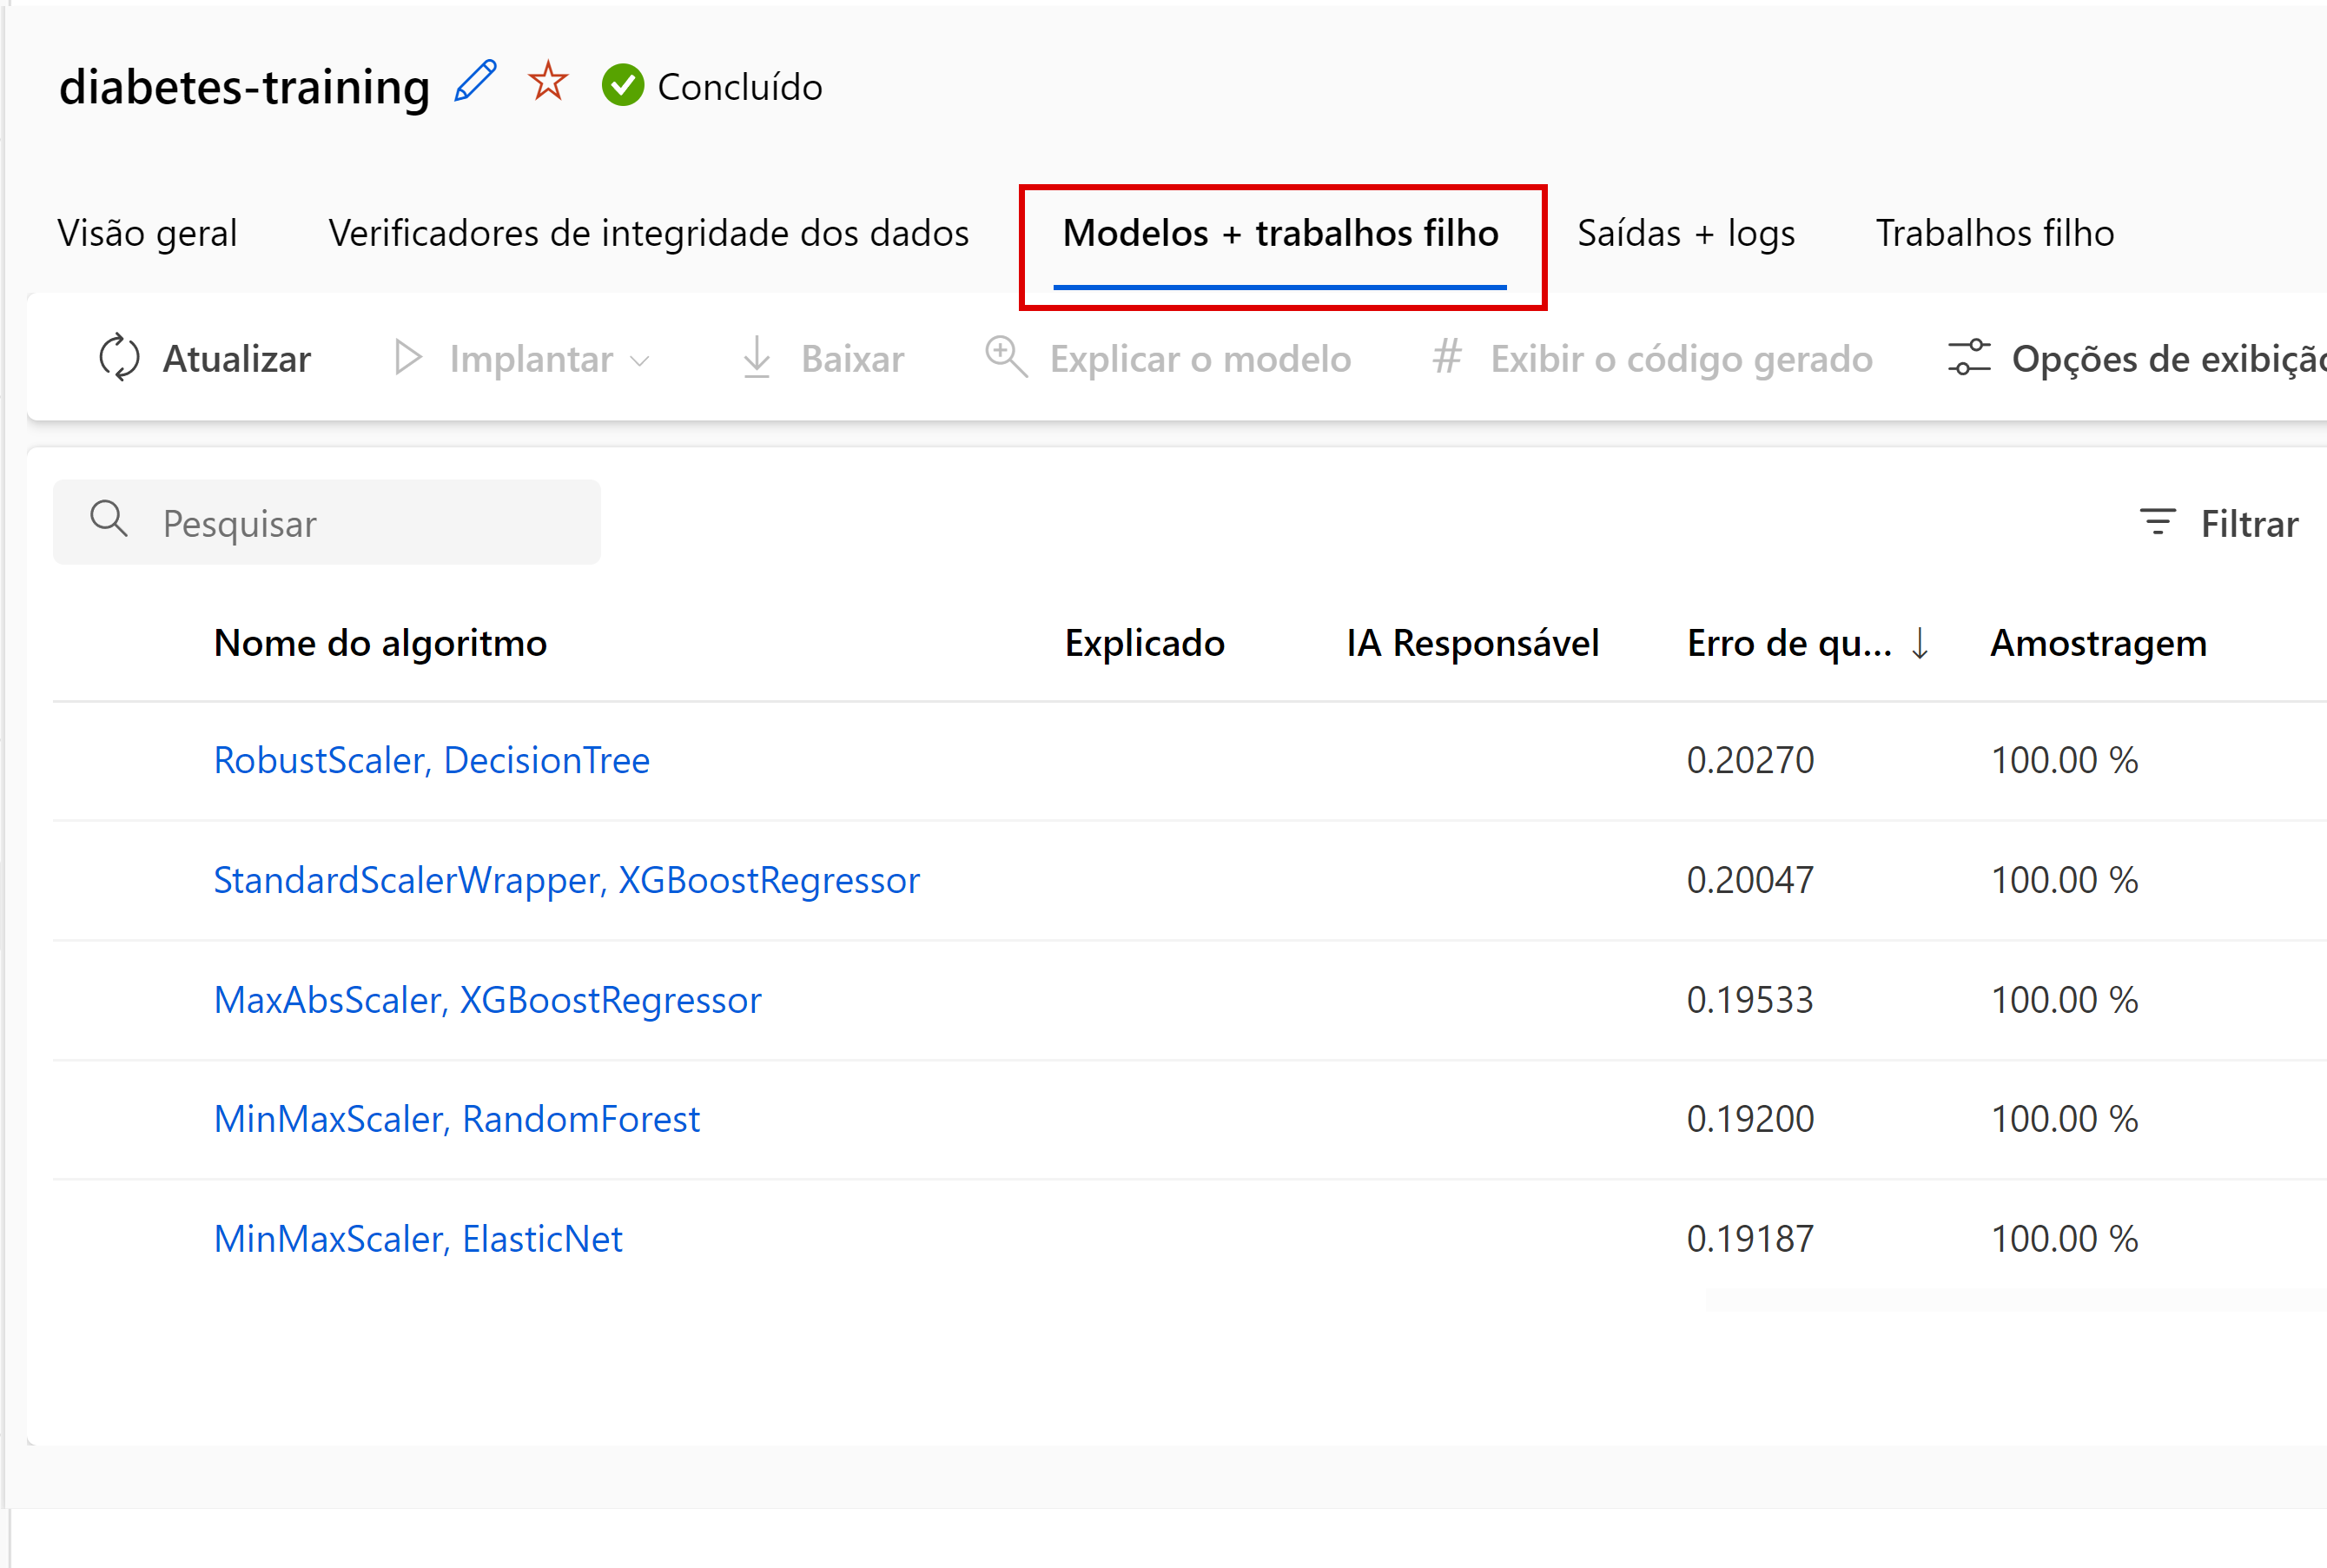 diabetes-training Concluído
Visão geral Verificadores de integridade dos dados Modelos + trabalhos filho Saídas + logs Trabalhos filho
Atualizar Implantar Baixar Explicar o modelo # Exibir o código gerado Opções de exibiçã
Pesquisar Filtrar
Nome do algoritmo Explicado IA Responsável Erro de qu... ↓ Amostragem
RobustScaler, DecisionTree 0.20270 100.00 %
StandardScalerWrapper, XGBoostRegressor 0.20047 100.00 %
MaxAbsScaler, XGBoostRegressor 0.19533 100.00 %
MinMaxScaler, RandomForest 0.19200 100.00 %
MinMaxScaler, ElasticNet 0.19187 100.00 %